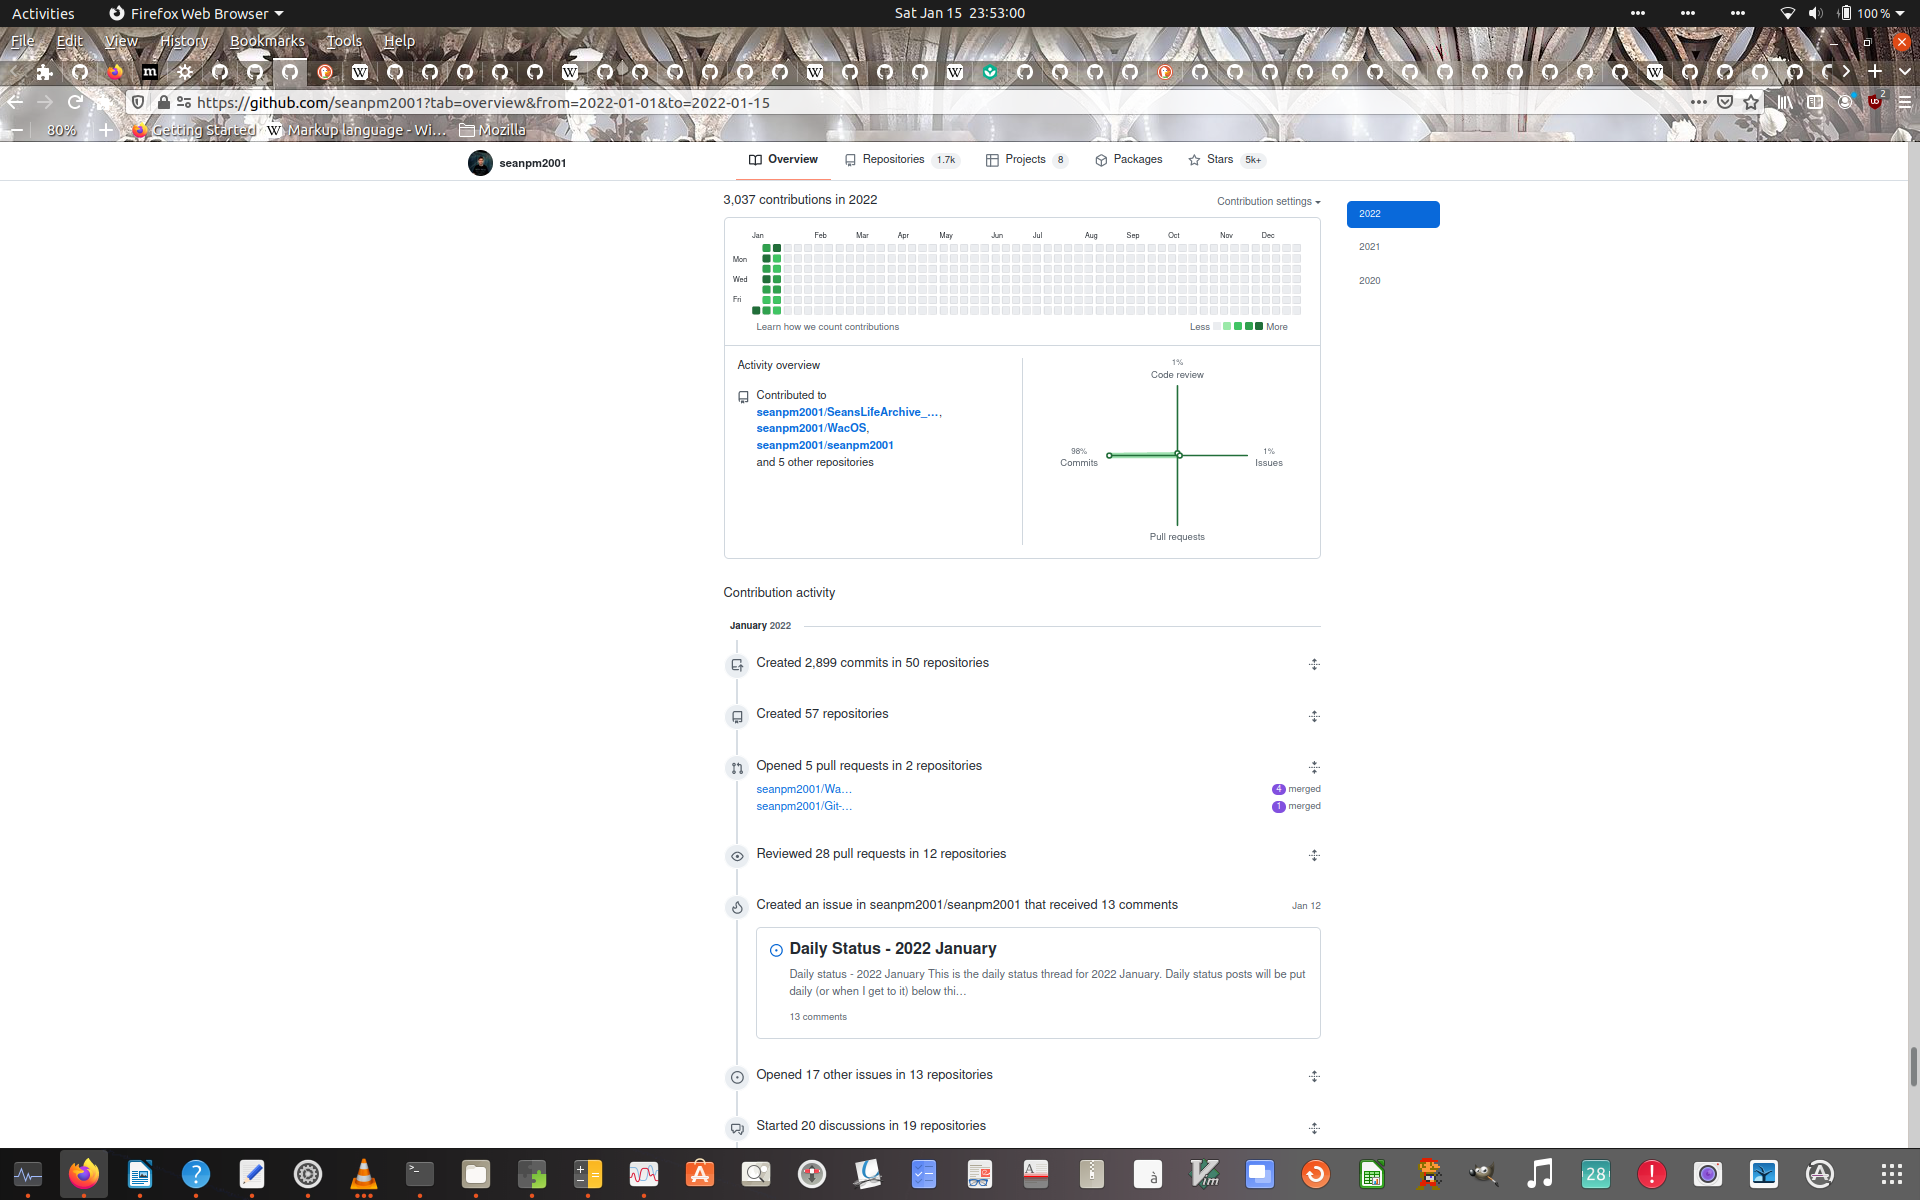 Activities
Firefox Web Browser
Sat Jan 15  23:53:00
100 %
File Edit View History Bookmarks Tools Help
https://github.com/seanpm2001?tab=overview&from=2022-01-01&to=2022-01-15
2
80%
Getting Started
Markup language - Wi…
Mozilla
seanpm2001
Overview
Repositories 1.7k
Projects 8
Packages
Stars 5k+
3,037 contributions in 2022
Contribution settings
2022
2021
2020
Jan Feb Mar Apr May Jun Jul Aug Sep Oct Nov Dec
Mon
Wed
Fri
Learn how we count contributions
Less
More
Activity overview
Contributed to
seanpm2001/SeansLifeArchive_…,
seanpm2001/WacOS,
seanpm2001/seanpm2001
and 5 other repositories
1%
Code review
98%
Commits
1%
Issues
Pull requests
Contribution activity
January 2022
Created 2,899 commits in 50 repositories
Created 57 repositories
Opened 5 pull requests in 2 repositories
seanpm2001/Wa…
4 merged
seanpm2001/Git-…
1 merged
Reviewed 28 pull requests in 12 repositories
Created an issue in seanpm2001/seanpm2001 that received 13 comments
Jan 12
Daily Status - 2022 January
Daily status - 2022 January This is the daily status thread for 2022 January. Daily status posts will be put
daily (or when I get to it) below thi…
13 comments
Opened 17 other issues in 13 repositories
Started 20 discussions in 19 repositories
28